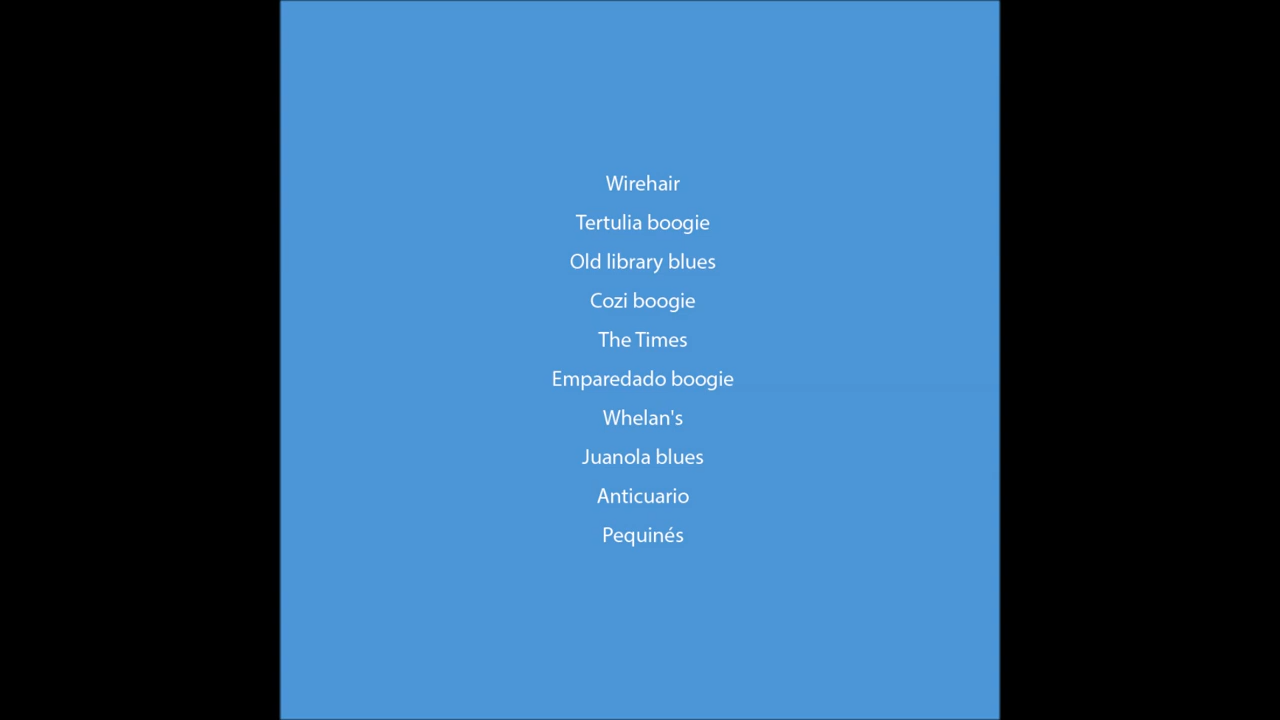 Wirehair
Tertulia boogie
Old library blues
Cozi boogie
The Times
Emparedado boogie
Whelan's
Juanola blues
Anticuario
Pequinés